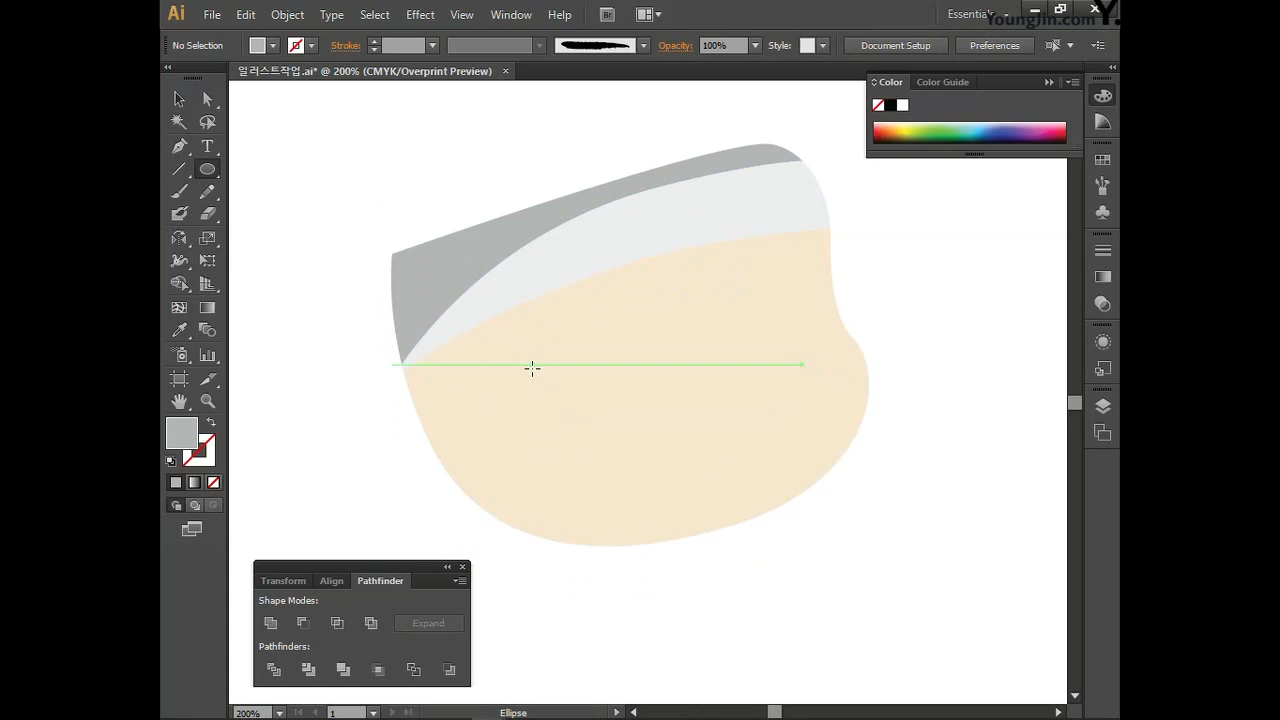 YoungJin.com Y.
Ai File Edit Object Type Select Effect View Window Help Br
No Selection Stroke: Opacity: 100% Style: Document Setup Preferences
일러스트작업.ai* @ 200% (CMYK/Overprint Preview)
Color Color Guide
Transform Align Pathfinder
Shape Modes:
Expand
Pathfinders:
200% 1 Ellipse